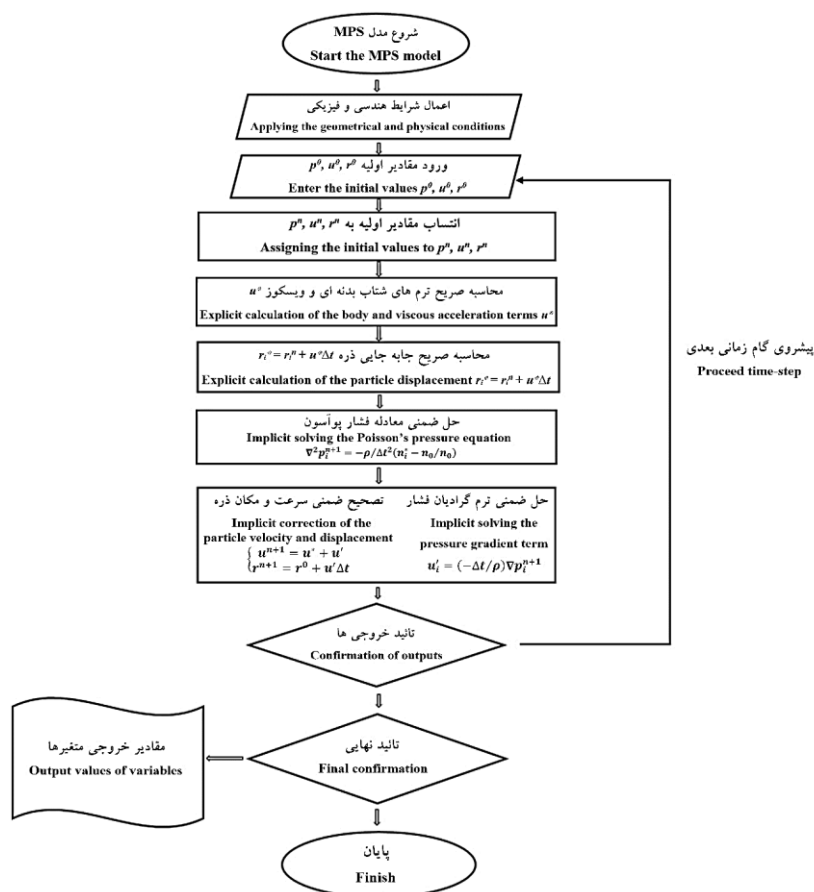 شروع مدل MPS
Start the MPS model
اعمال شرایط هندسی و فیزیکی
Applying the geometrical and physical conditions
ورود مقادیر اولیه p⁰, u⁰, r⁰
Enter the initial values p⁰, u⁰, r⁰
انتساب مقادیر اولیه به pⁿ, uⁿ, rⁿ
Assigning the initial values to pⁿ, uⁿ, rⁿ
محاسبه صریح ترم های شتاب بدنه ای و ویسکوز u*
Explicit calculation of the body and viscous acceleration terms u*
محاسبه صریح جابه جایی ذره rᵢ* = rᵢⁿ + u*Δt
Explicit calculation of the particle displacement rᵢ* = rᵢⁿ + u*Δt
حل ضمنی معادله فشار پوآسون
Implicit solving the Poisson's pressure equation
∇²pᵢⁿ⁺¹ = −ρ/Δt²(nᵢ* − n₀/n₀)
تصحیح ضمنی سرعت و مکان ذره
Implicit correction of the
particle velocity and displacement
{ uⁿ⁺¹ = u* + u′
rⁿ⁺¹ = r⁰ + u′Δt
حل ضمنی ترم گرادیان فشار
Implicit solving the
pressure gradient term
uᵢ′ = (−Δt/ρ)∇pᵢⁿ⁺¹
تائید خروجی ها
Confirmation of outputs
پیشروی گام زمانی بعدی
Proceed time-step
تائید نهایی
Final confirmation
مقادیر خروجی متغیرها
Output values of variables
پایان
Finish